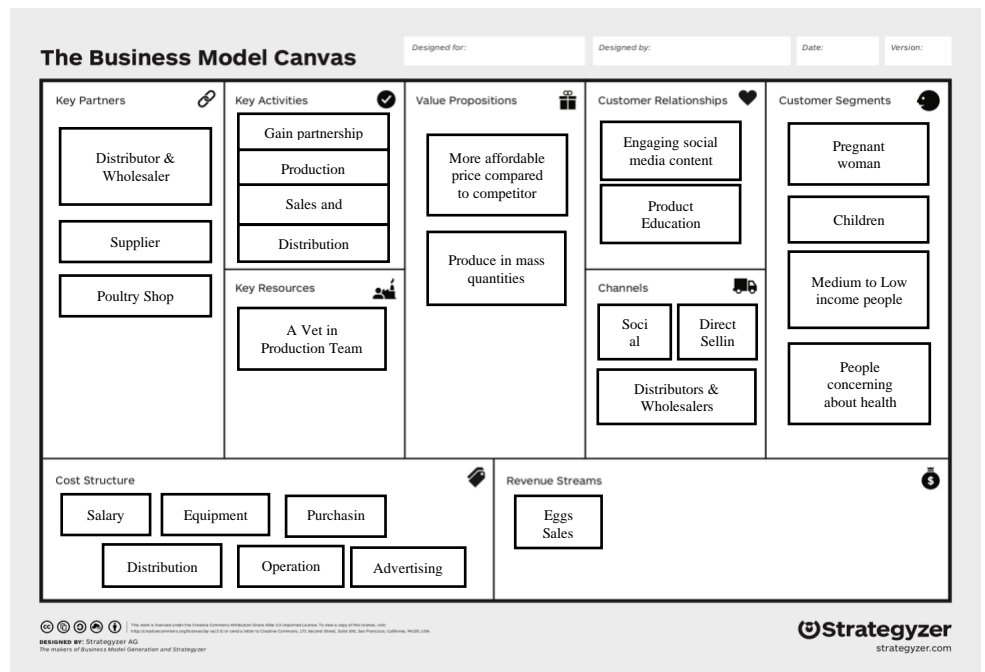 The Business Model Canvas
Designed for:
Designed by:
Date:
Version:
Key Partners
Distributor &
Wholesaler
Supplier
Poultry Shop
Key Activities
Gain partnership
Production
Sales and
Distribution
Key Resources
A Vet in
Production Team
Value Propositions
More affordable
price compared
to competitor
Produce in mass
quantities
Customer Relationships
Engaging social
media content
Product
Education
Channels
Soci
al
Direct
Sellin
Distributors &
Wholesalers
Customer Segments
Pregnant
woman
Children
Medium to Low
income people
People
concerning
about health
Cost Structure
Salary
Equipment
Purchasin
Distribution
Operation
Advertising
Revenue Streams
Eggs
Sales
DESIGNED BY: Strategyzer AG
The makers of Business Model Generation and Strategyzer
Strategyzer
strategyzer.com